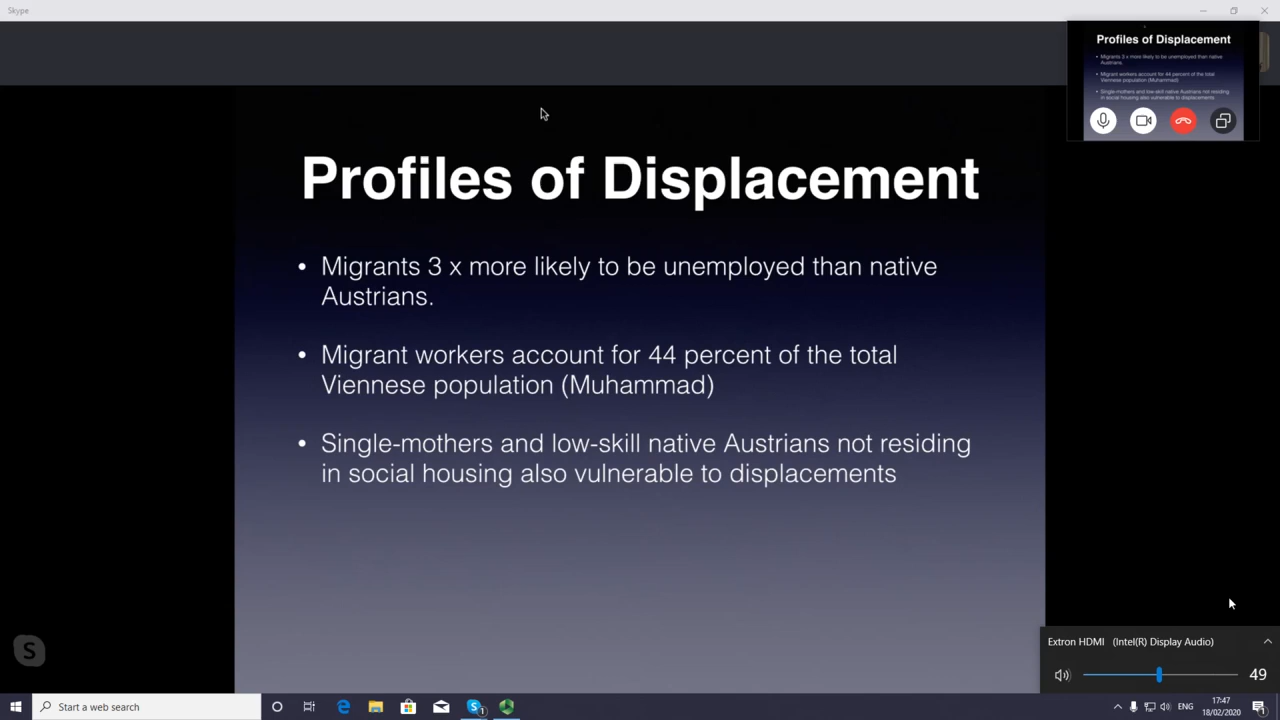 Skype
Profiles of Displacement
• Migrants 3 x more likely to be unemployed than native
Austrians.
• Migrant workers account for 44 percent of the total
Viennese population (Muhammad)
• Single-mothers and low-skill native Austrians not residing
in social housing also vulnerable to displacements
Profiles of Displacement
• Migrants 3 x more likely to be unemployed than native
Austrians.
• Migrant workers account for 44 percent of the total
Viennese population (Muhammad)
• Single-mothers and low-skill native Austrians not residing
in social housing also vulnerable to displacements
S
Extron HDMI (Intel(R) Display Audio)
49
Start a web search
S 1
ENG
17:47
18/02/2020
1